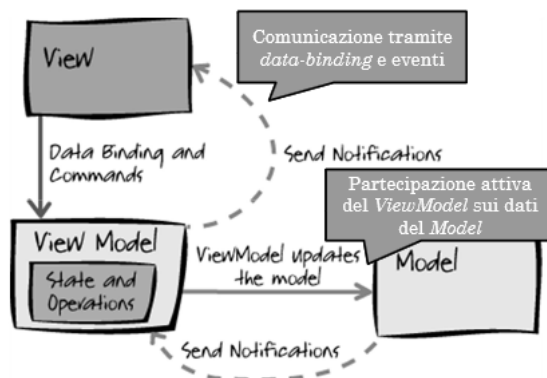 View
Comunicazione tramite
data-binding e eventi
Data Binding and
Commands
Send Notifications
Partecipazione attiva
del ViewModel sui dati
del Model
View Model
State and
Operations
ViewModel updates
the model
Model
Send Notifications